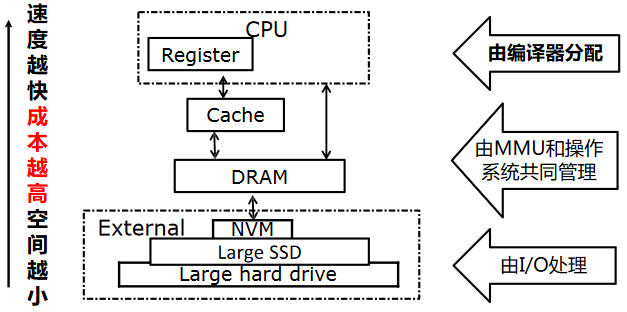 速度越快成本越高空间越小
CPU
Register
Cache
DRAM
External
NVM
Large SSD
Large hard drive
由编译器分配
由MMU和操作
系统共同管理
由I/O处理